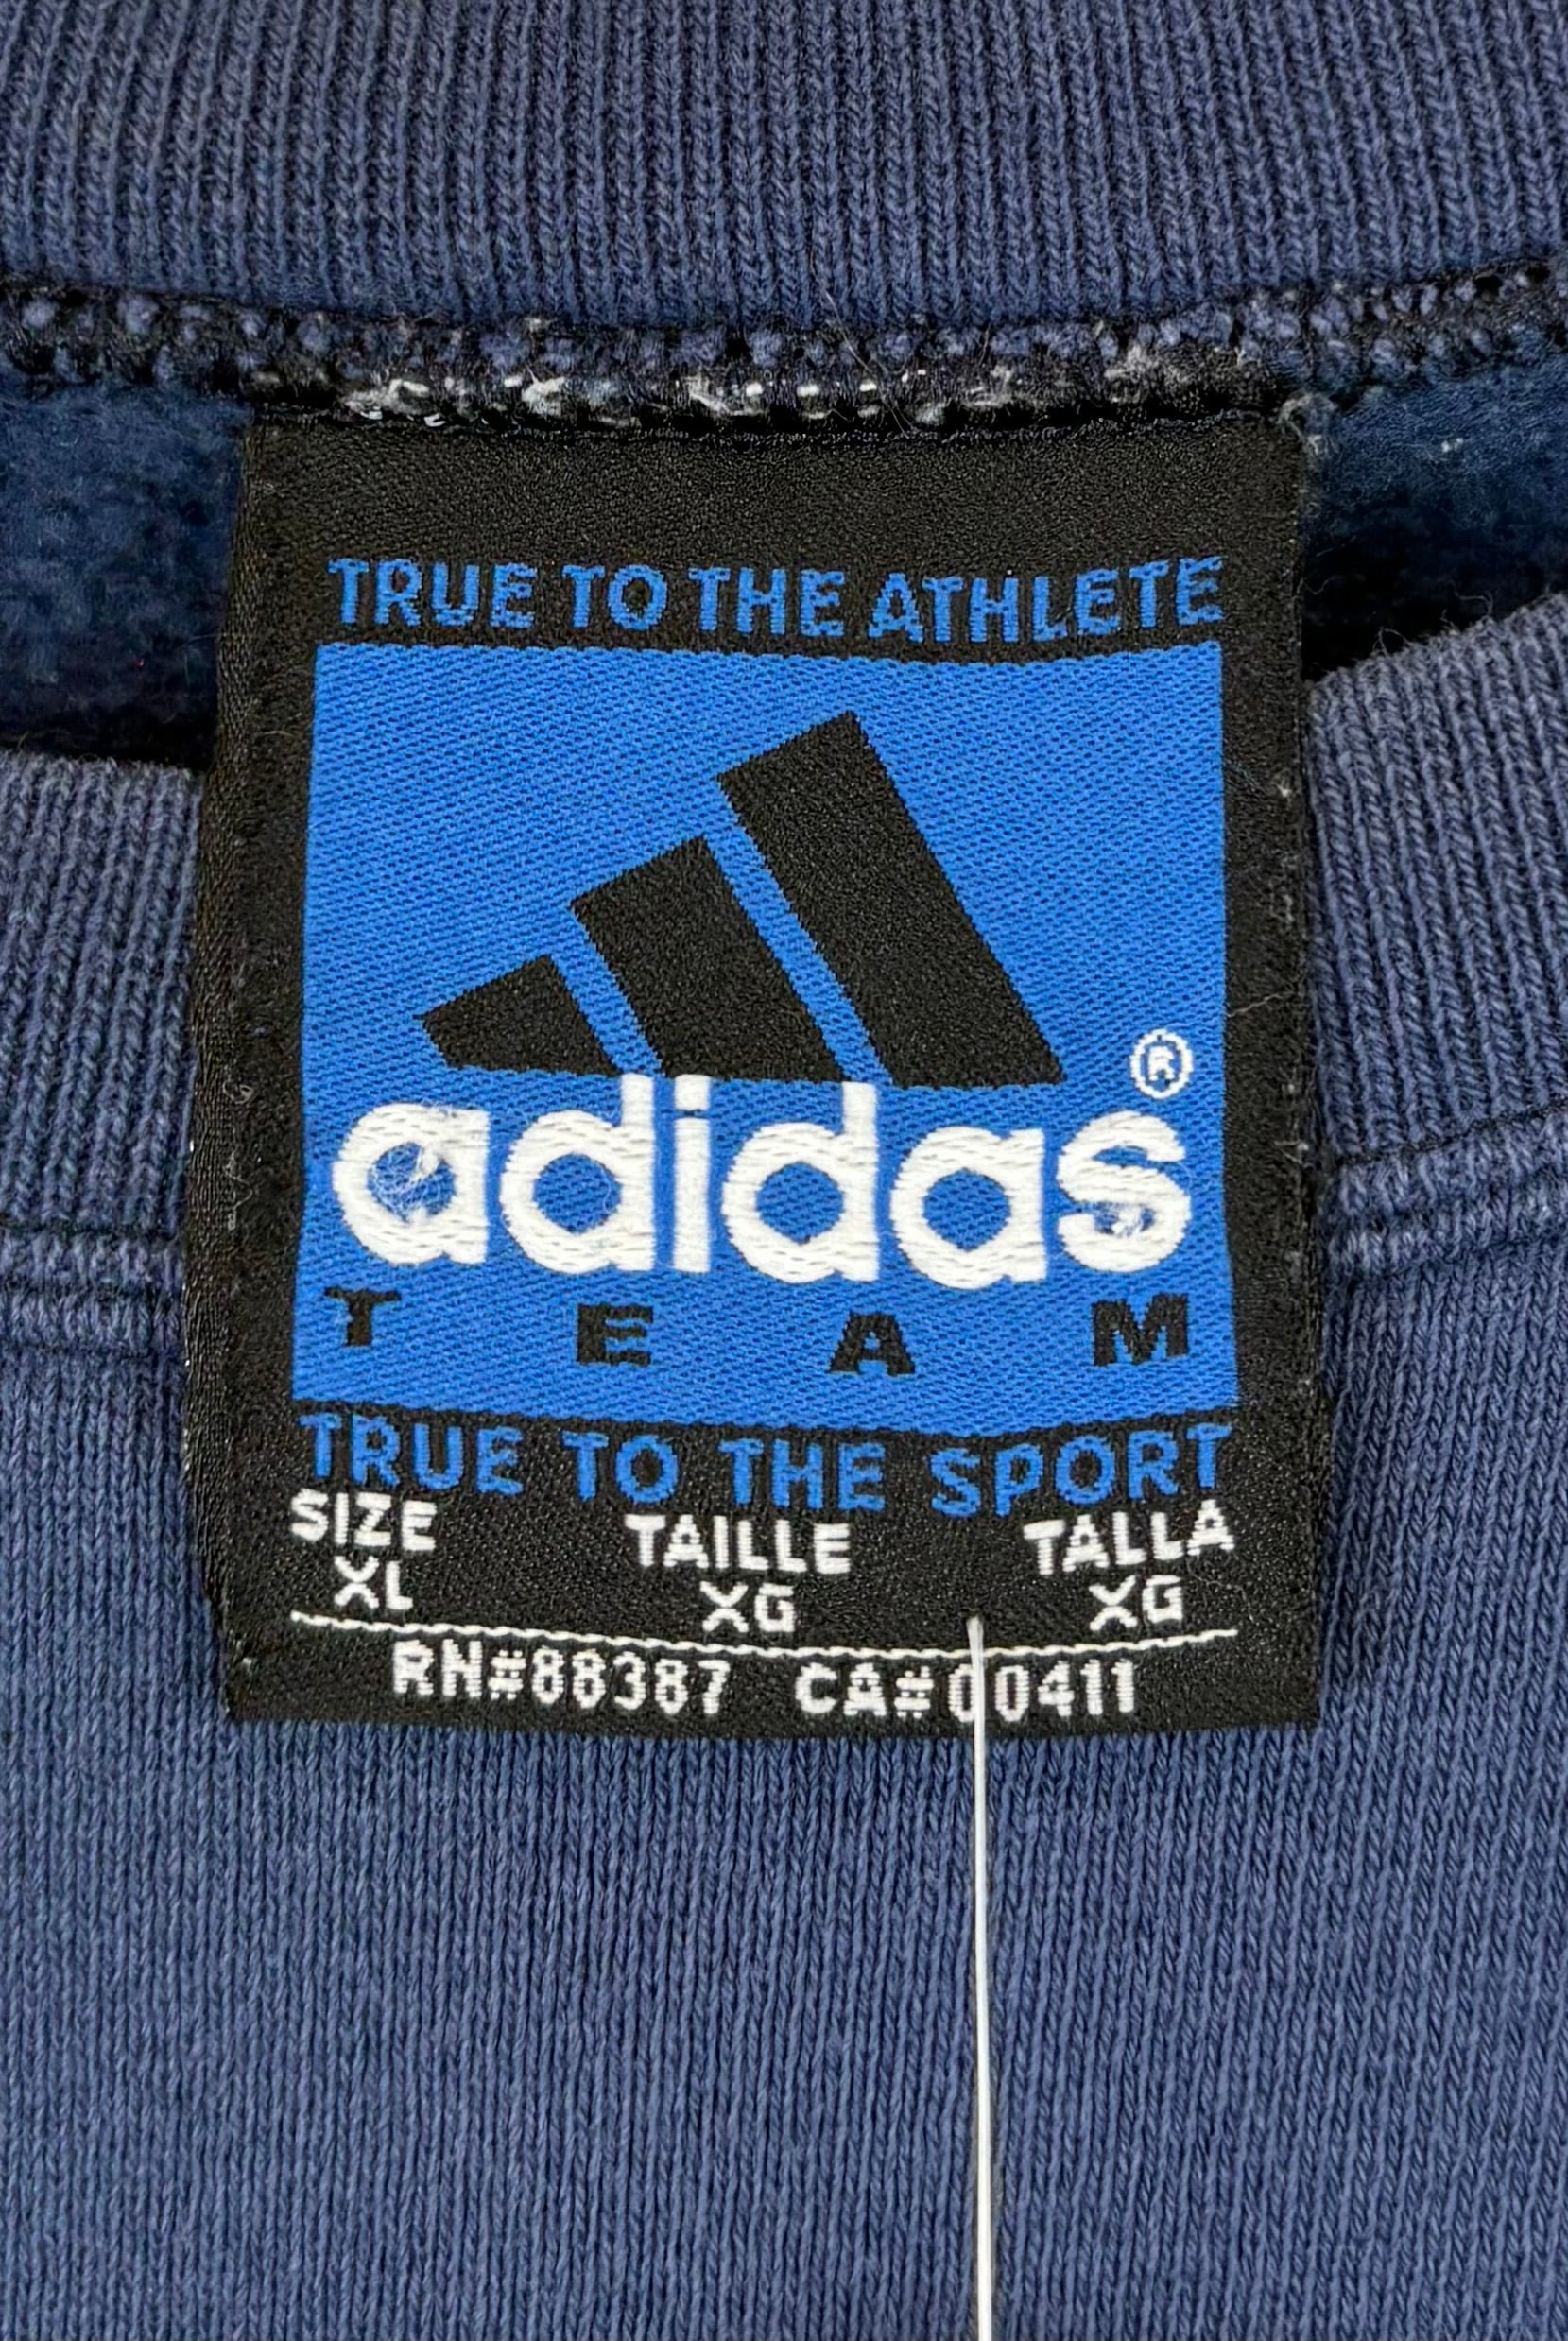 TRUE TO THE ATHLETE
adidas®
TEAM
TRUE TO THE SPORT
SIZE TAILLE TALLA
XL XG XG
RN#88387 CA#00411